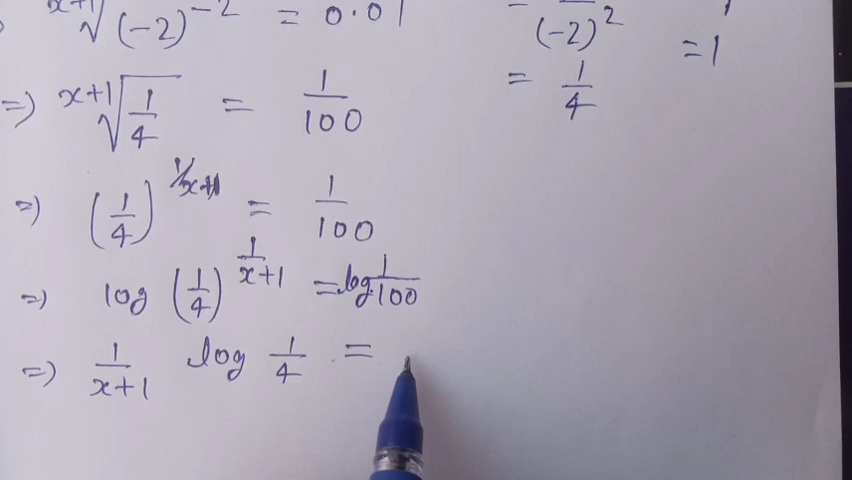 x+1√(-2)^-2 = 0.01
(-2)²
= 1
= 1/4
=) x+1√(1/4) = 1/100
=) (1/4)^(1/x+1) = 1/100
=) log (1/4)^(1/x+1) = log 1/100
=) 1/x+1 log 1/4 =